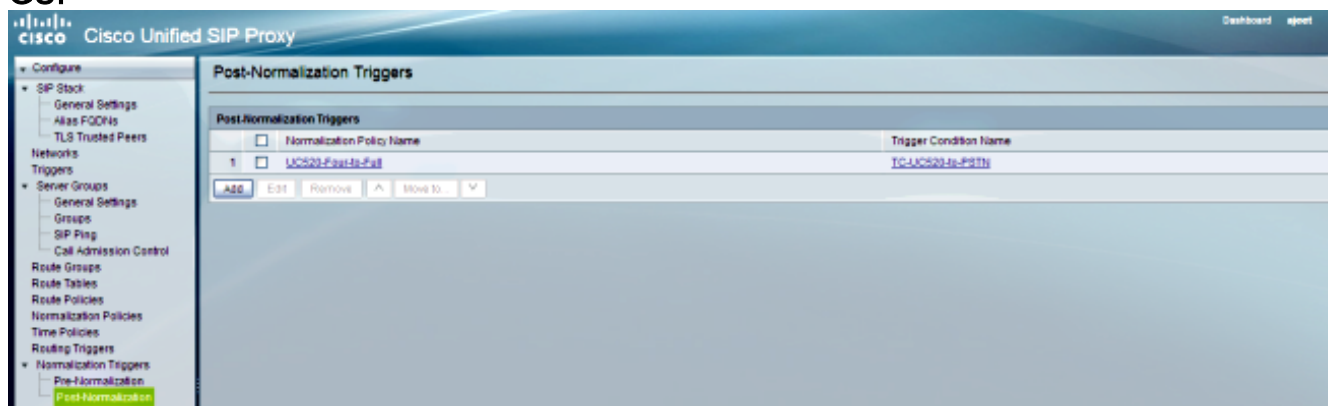 GUI
CISCO Cisco Unified SIP Proxy
Dashboard ajeet
Configure
SIP Stack
General Settings
Alias FQDNs
TLS Trusted Peers
Networks
Triggers
Server Groups
General Settings
Groups
SIP Ping
Call Admission Control
Route Groups
Route Tables
Route Policies
Normalization Policies
Time Policies
Routing Triggers
Normalization Triggers
Pre-Normalization
Post-Normalization
Post-Normalization Triggers
Post-Normalization Triggers
Normalization Policy Name Trigger Condition Name
1 UC520-Four-to-Full TC-UC520-to-PSTN
Add Edit Remove Move to...